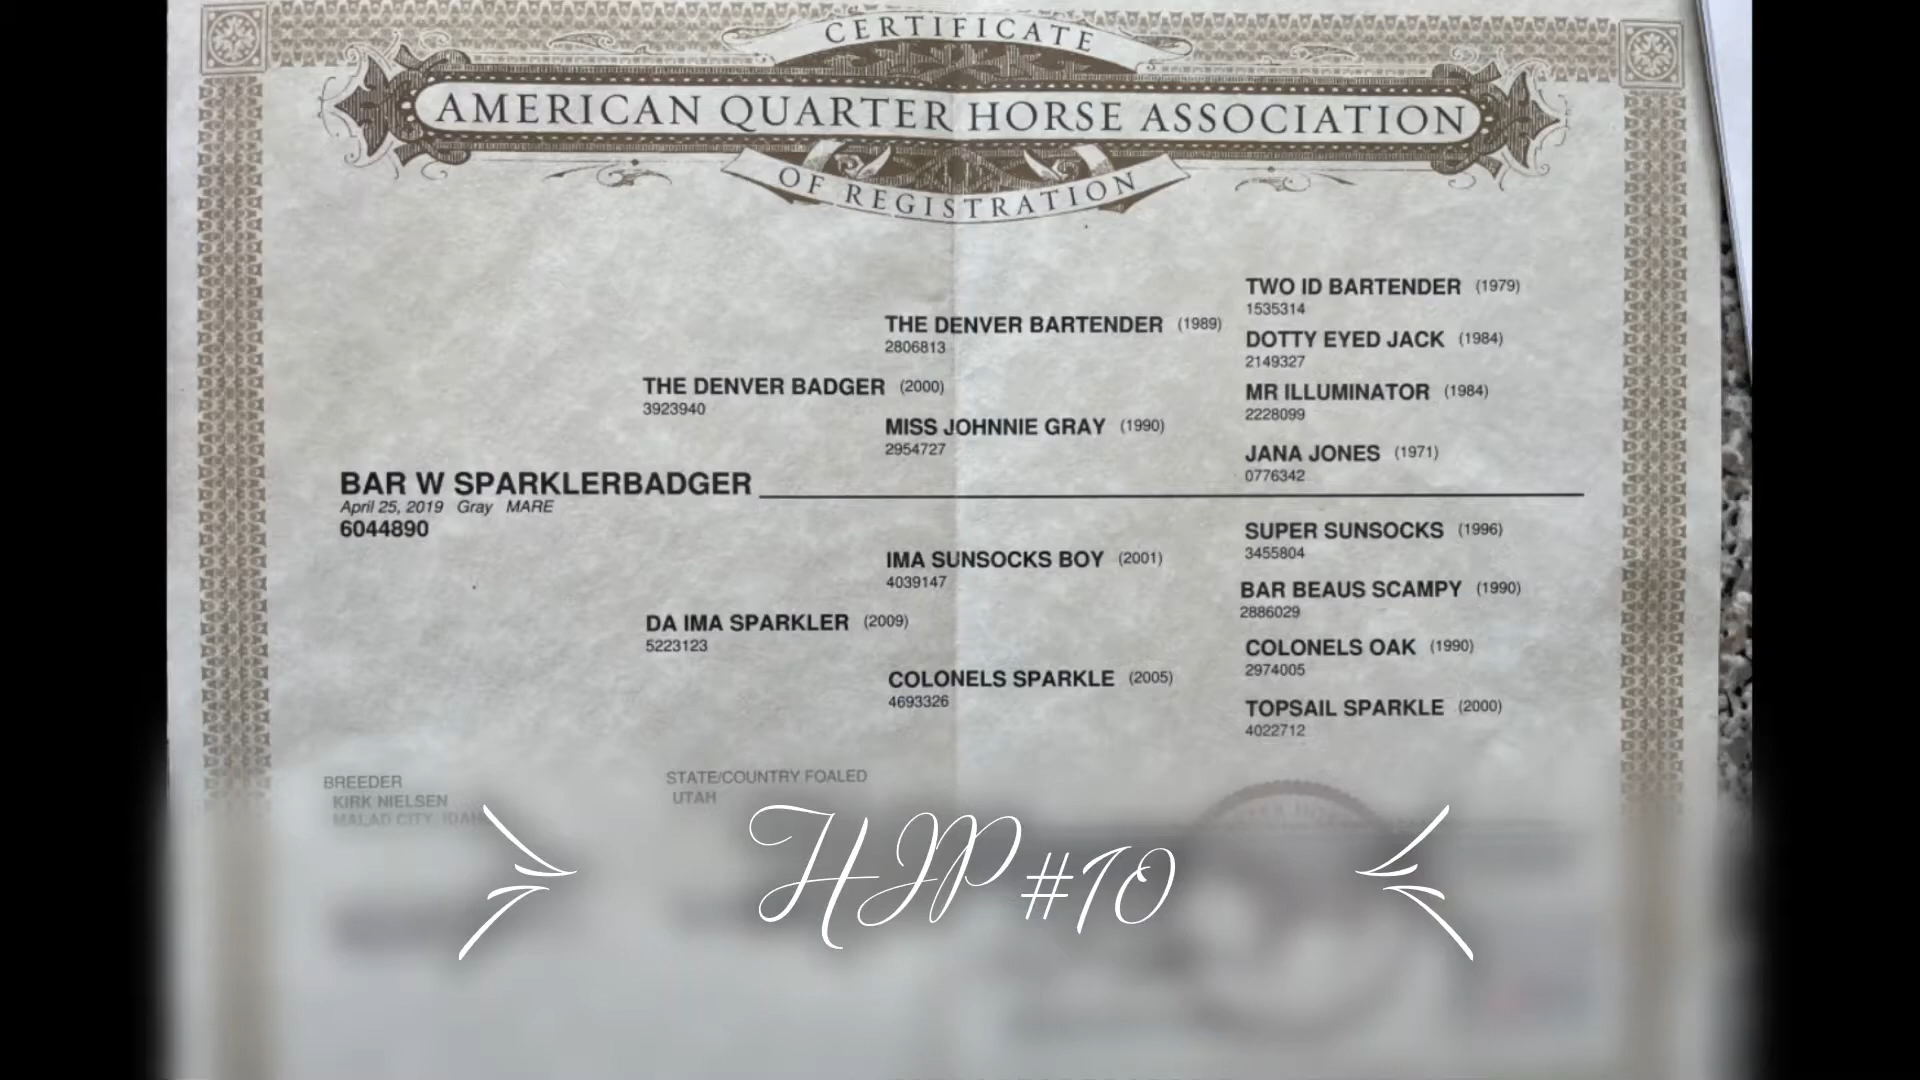 CERTIFICATE
AMERICAN QUARTER HORSE ASSOCIATION
OF REGISTRATION
TWO ID BARTENDER (1979)
1535314
THE DENVER BARTENDER (1989)
2806813
DOTTY EYED JACK (1984)
2149327
THE DENVER BADGER (2000)
3923940
MR ILLUMINATOR (1984)
2228099
MISS JOHNNIE GRAY (1990)
2954727
JANA JONES (1971)
0776342
BAR W SPARKLERBADGER
April 25, 2019 Gray MARE
6044890
SUPER SUNSOCKS (1996)
3455804
IMA SUNSOCKS BOY (2001)
4039147
BAR BEAUS SCAMPY (1990)
2886029
DA IMA SPARKLER (2009)
5223123
COLONELS OAK (1990)
2974005
COLONELS SPARKLE (2005)
4693326
TOPSAIL SPARKLE (2000)
4022712
BREEDER
KIRK NIELSEN
MALAD CITY, IDAHO
STATE/COUNTRY FOALED
UTAH
HIP #10